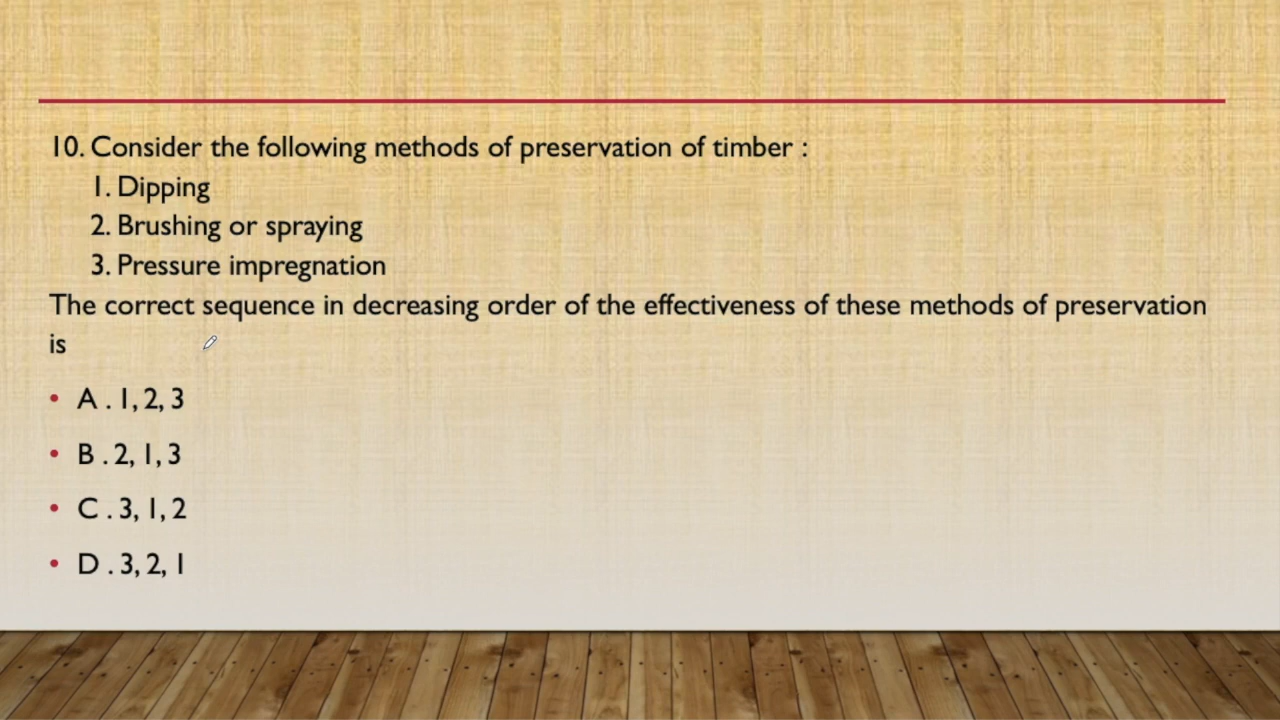 10. Consider the following methods of preservation of timber :
1. Dipping
2. Brushing or spraying
3. Pressure impregnation
The correct sequence in decreasing order of the effectiveness of these methods of preservation
is
• A . 1, 2, 3
• B . 2, 1, 3
• C . 3, 1, 2
• D . 3, 2, 1